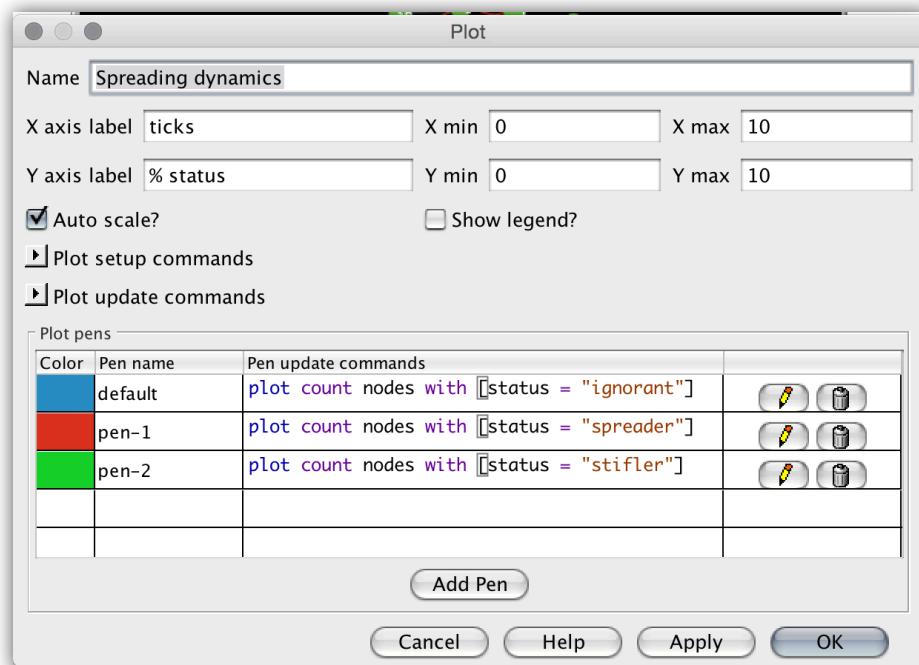 Plot
Name Spreading dynamics
X axis label ticks X min 0 X max 10
Y axis label % status Y min 0 Y max 10
Auto scale? Show legend?
Plot setup commands
Plot update commands
Plot pens
Color Pen name Pen update commands
default plot count nodes with [status = "ignorant"]
pen-1 plot count nodes with [status = "spreader"]
pen-2 plot count nodes with [status = "stifler"]
Add Pen
Cancel Help Apply OK